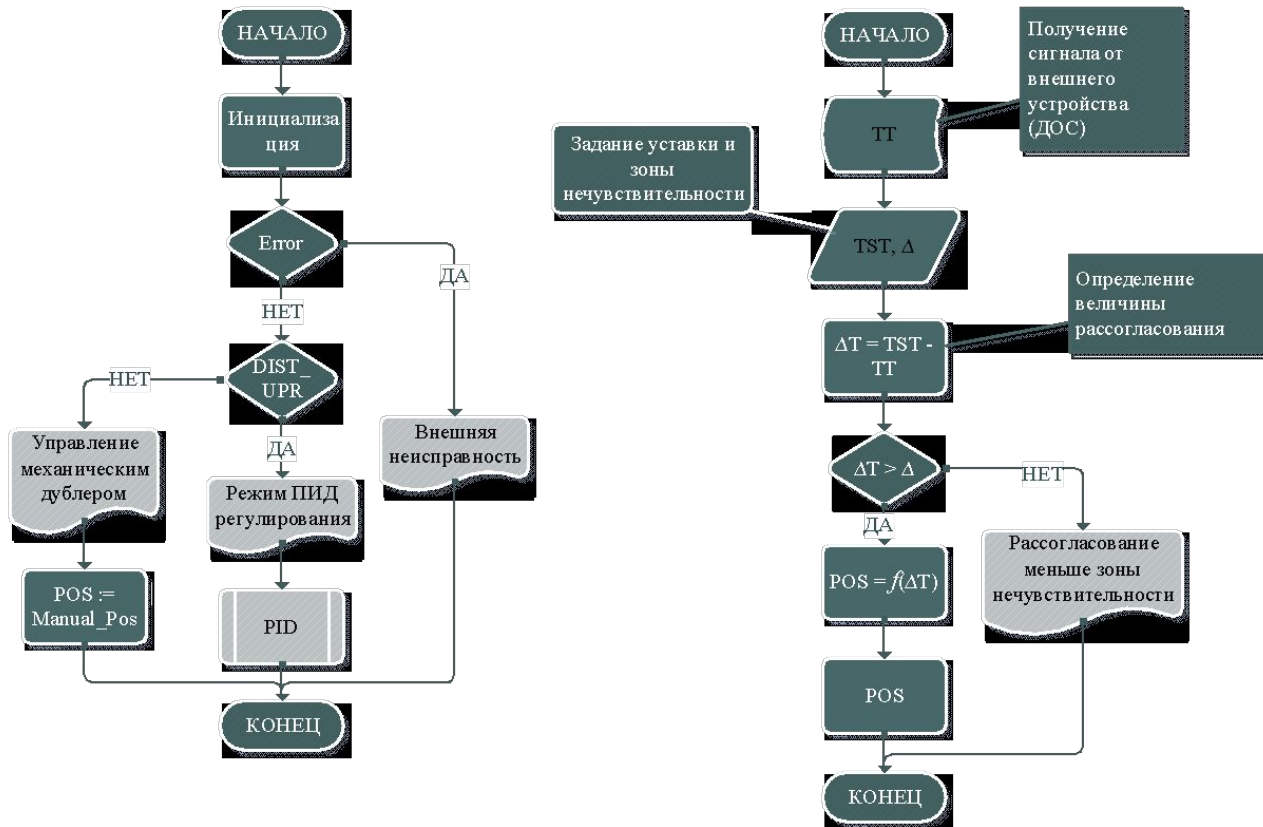 НАЧАЛО
Инициализа
ция
Error
ДА
НЕТ
DIST_
UPR
НЕТ
ДА
Управление
механическим
дублером
Режим ПИД
регулирования
Внешняя
неисправность
POS :=
Manual_Pos
PID
КОНЕЦ
НАЧАЛО
Получение
сигнала от
внешнего
устройства
(ДОС)
TT
Задание уставки и
зоны
нечувствительности
TST, Δ
Определение
величины
рассогласования
ΔT = TST -
TT
ΔT > Δ
НЕТ
ДА
POS = f(ΔT)
Рассогласование
меньше зоны
нечувствительности
POS
КОНЕЦ